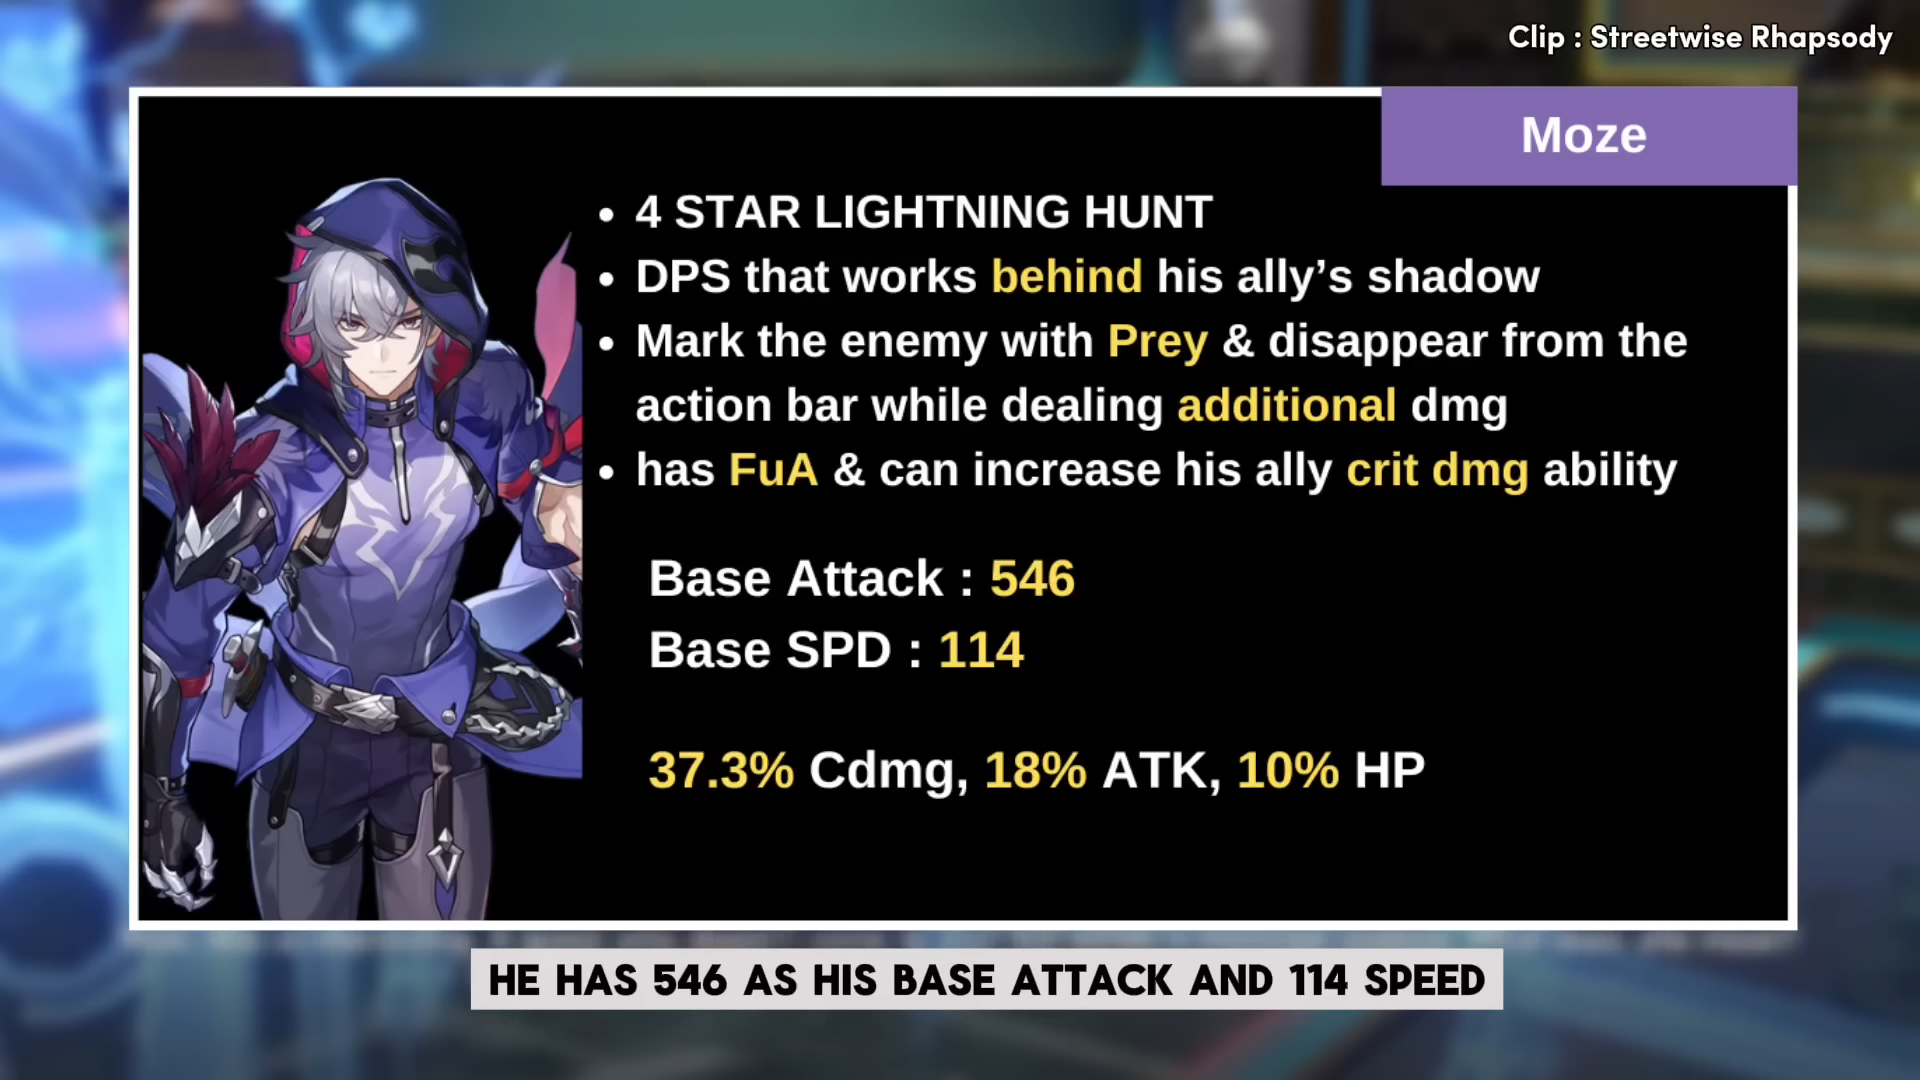 Clip : Streetwise Rhapsody
Moze
• 4 STAR LIGHTNING HUNT
• DPS that works behind his ally’s shadow
• Mark the enemy with Prey & disappear from the
action bar while dealing additional dmg
• has FuA & can increase his ally crit dmg ability
Base Attack : 546
Base SPD : 114
37.3% Cdmg, 18% ATK, 10% HP
HE HAS 546 AS HIS BASE ATTACK AND 114 SPEED